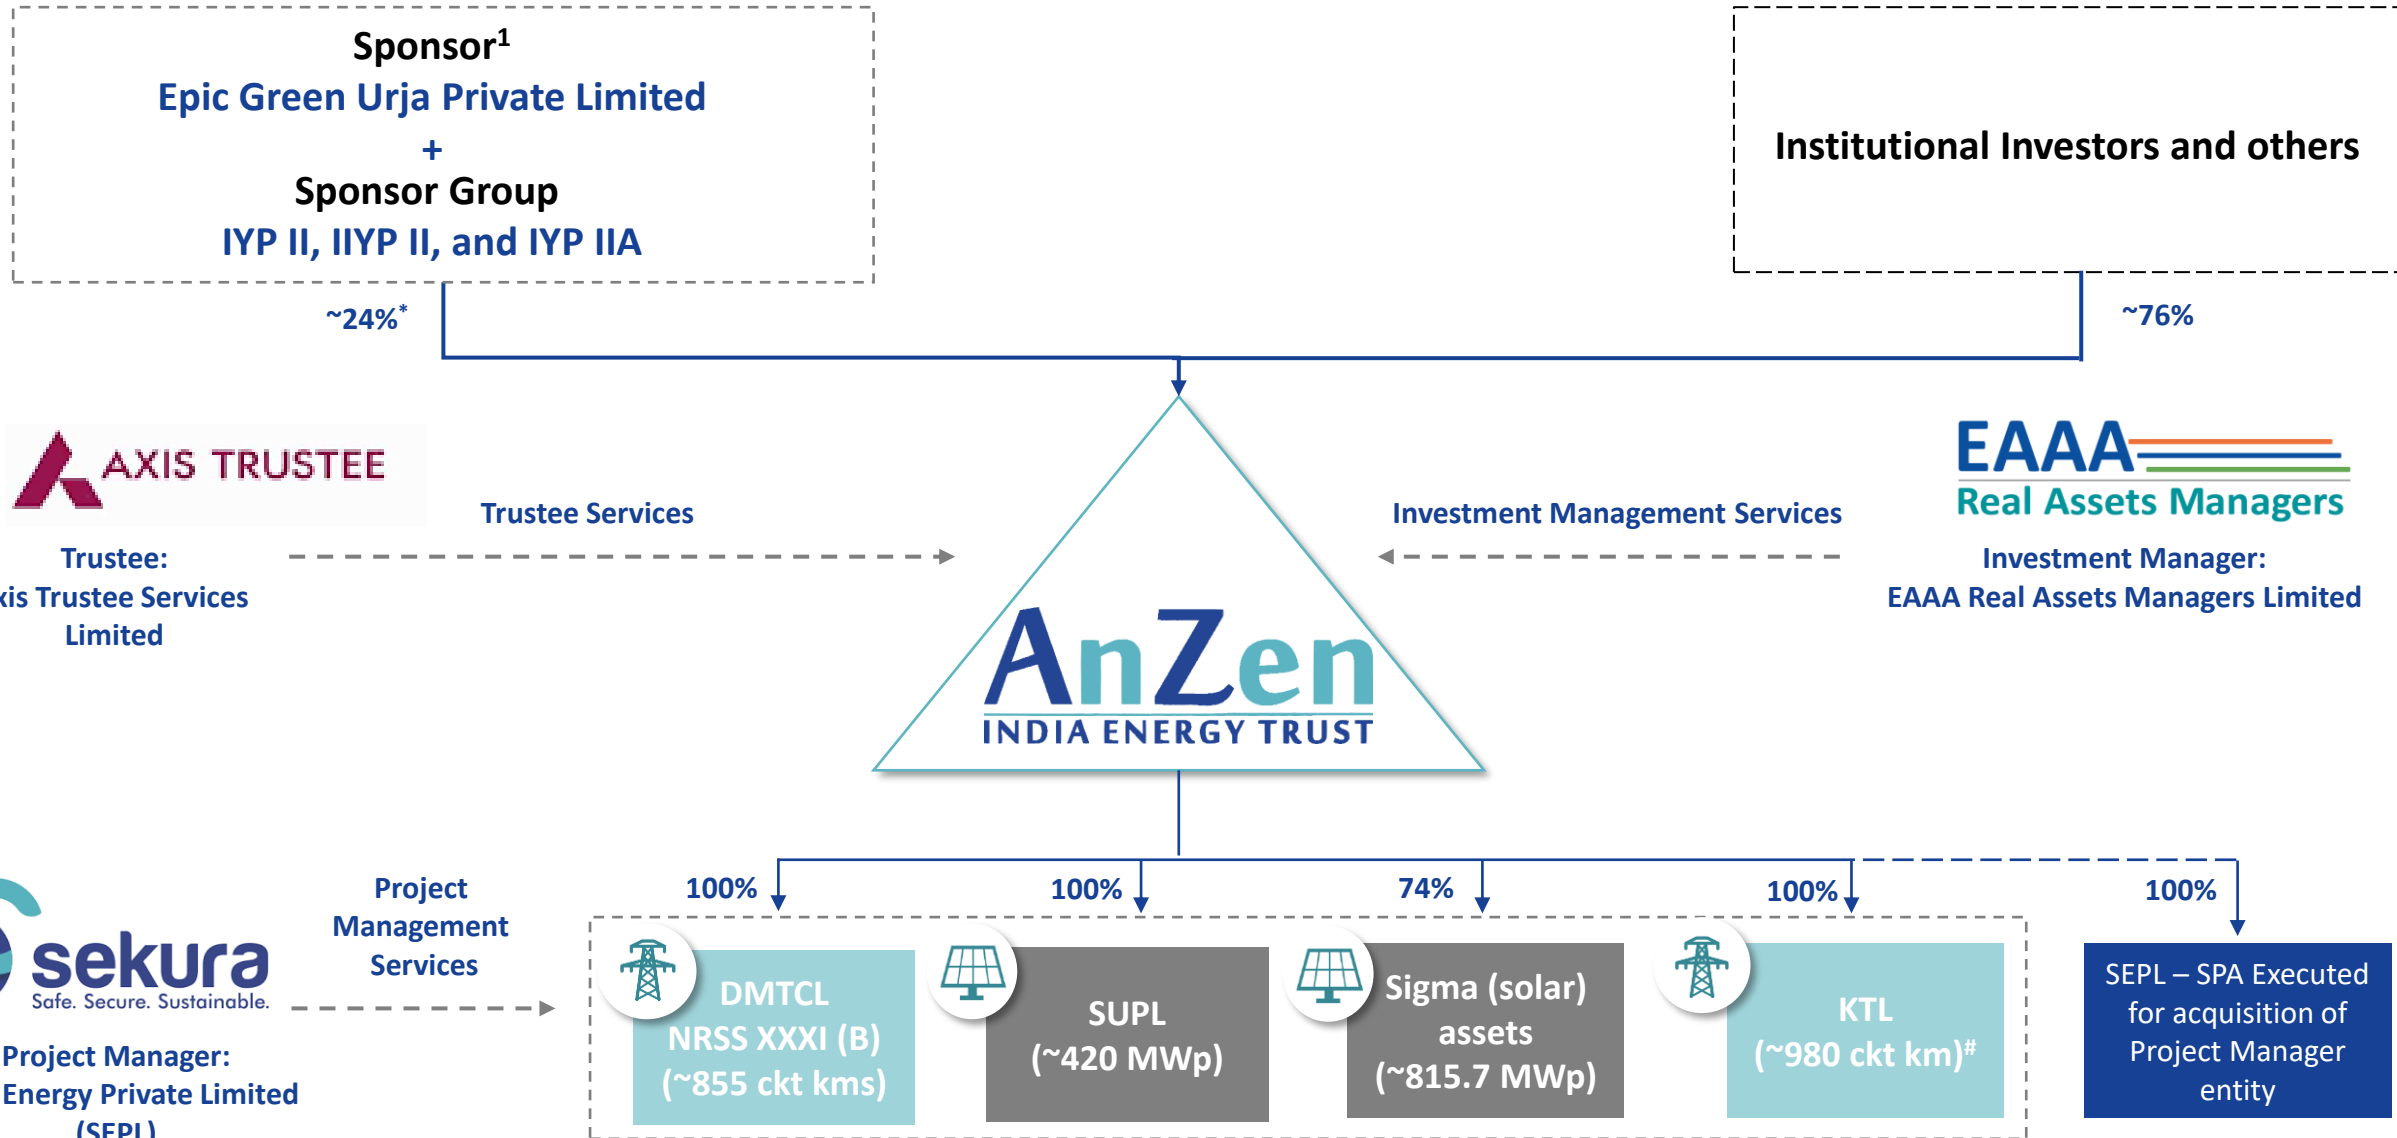 Sponsor1
Epic Green Urja Private Limited
+
Sponsor Group
IYP II, IIYP II, and IYP IIA
Institutional Investors and others
~24%*
~76%
AXIS TRUSTEE
Trustee:
xis Trustee Services
Limited
Trustee Services
Investment Management Services
EAAA
Real Assets Managers
Investment Manager:
EAAA Real Assets Managers Limited
AnZen
INDIA ENERGY TRUST
sekura
Safe. Secure. Sustainable.
Project Manager:
Energy Private Limited
(SEPL)
Project
Management
Services
100%
100%
74%
100%
100%
DMTCL
NRSS XXXI (B)
(~855 ckt kms)
SUPL
(~420 MWp)
Sigma (solar)
assets
(~815.7 MWp)
KTL
(~980 ckt km)#
SEPL – SPA Executed
for acquisition of
Project Manager
entity